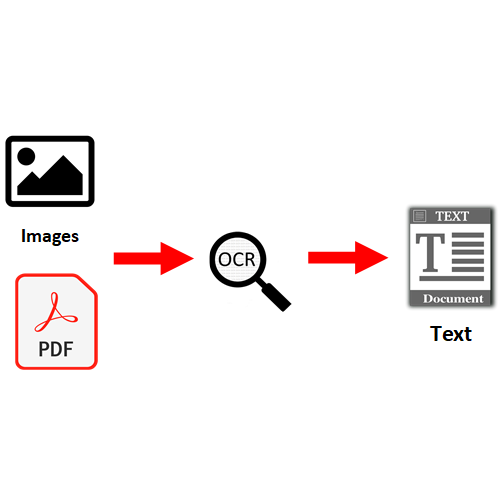 Images
PDF
OCR
TEXT
T
Document
Text